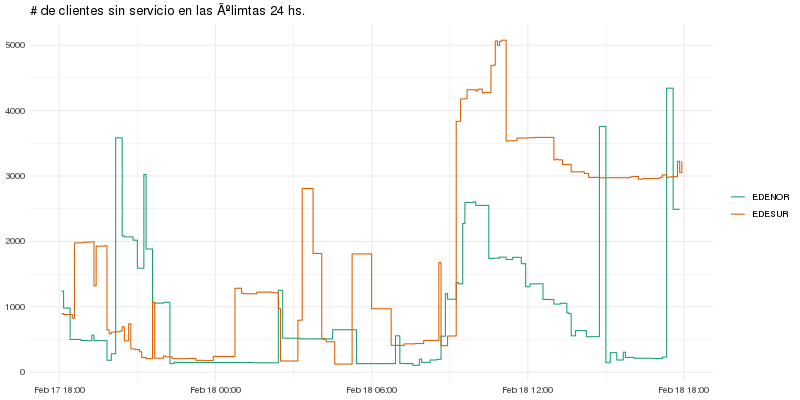 # de clientes sin servicio en las Ãºlimtas 24 hs.
5000
4000
3000
2000
1000
0
Feb 17 18:00
Feb 18 00:00
Feb 18 06:00
Feb 18 12:00
Feb 18 18:00
EDENOR
EDESUR